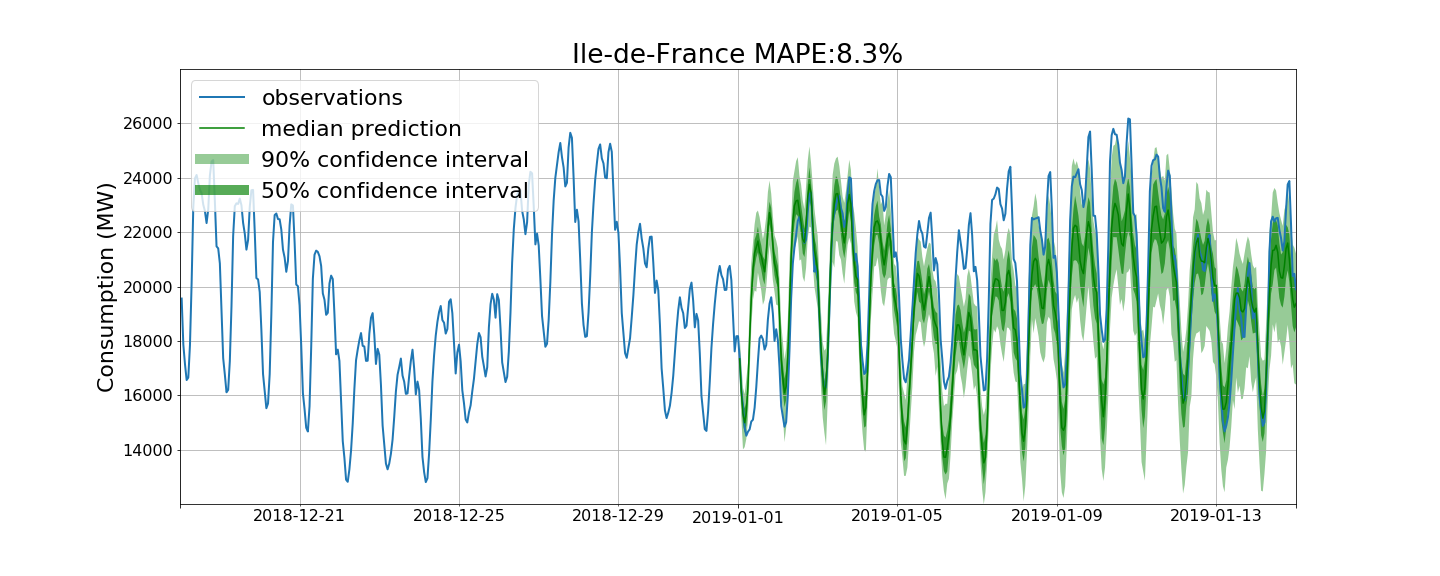 Ile-de-France MAPE:8.3%
observations
median prediction
90% confidence interval
50% confidence interval
Consumption (MW)
26000
24000
22000
20000
18000
16000
14000
2018-12-21
2018-12-25
2018-12-29
2019-01-01
2019-01-05
2019-01-09
2019-01-13